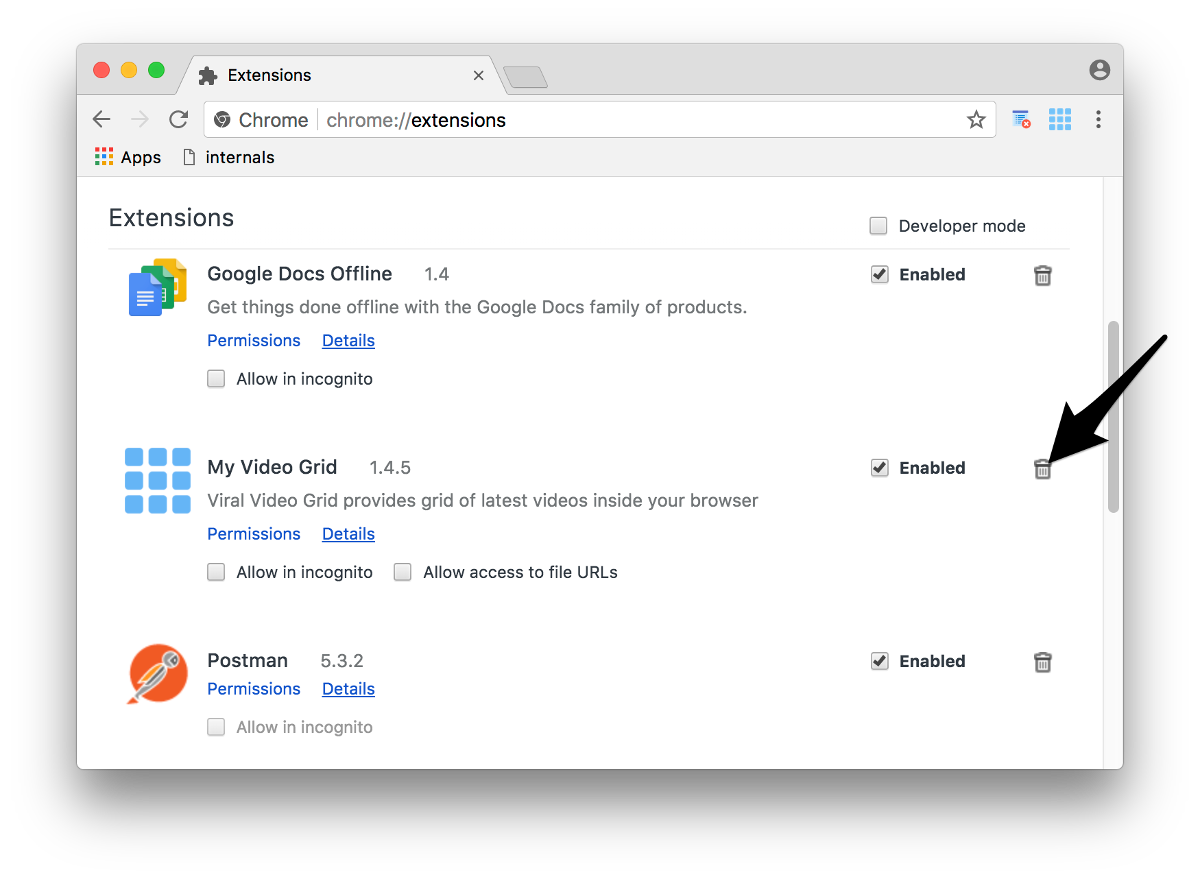 Extensions
Chrome chrome://extensions
Apps internals
Extensions
Developer mode
Google Docs Offline 1.4 Enabled
Get things done offline with the Google Docs family of products.
Permissions Details
Allow in incognito
My Video Grid 1.4.5 Enabled
Viral Video Grid provides grid of latest videos inside your browser
Permissions Details
Allow in incognito Allow access to file URLs
Postman 5.3.2 Enabled
Permissions Details
Allow in incognito